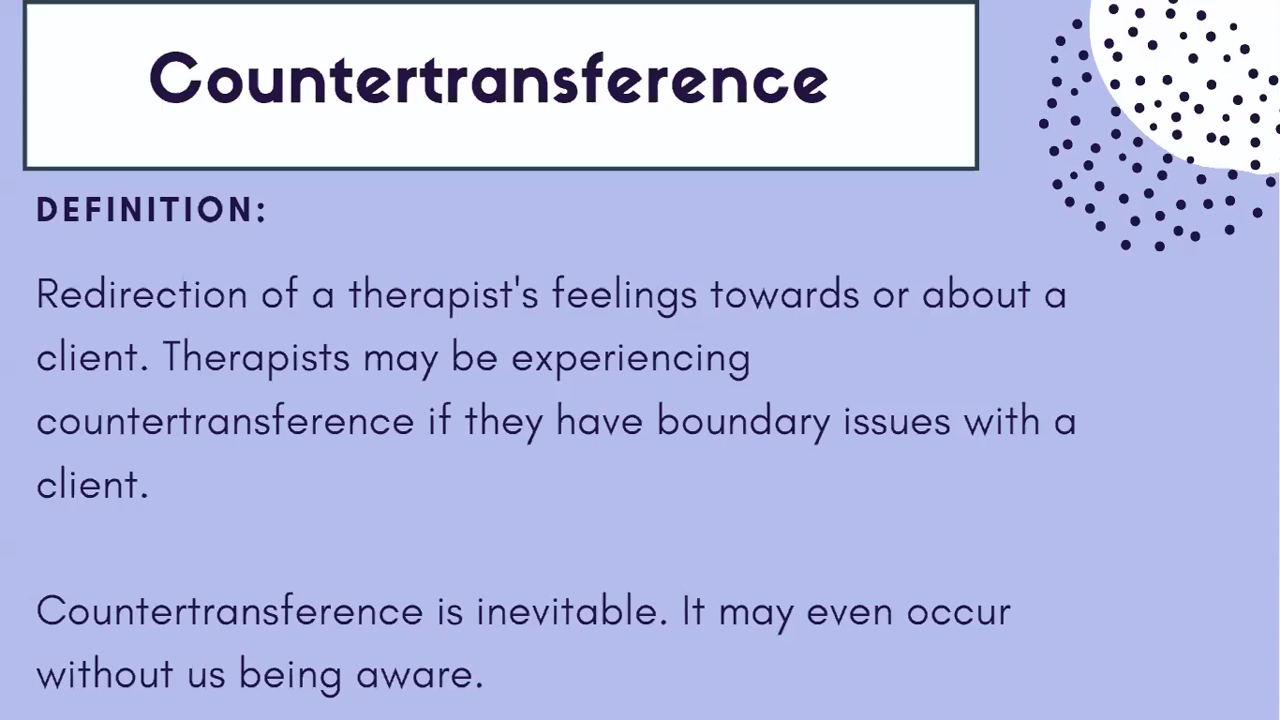 Countertransference
DEFINITION:
Redirection of a therapist's feelings towards or about a
client. Therapists may be experiencing
countertransference if they have boundary issues with a
client.
Countertransference is inevitable. It may even occur
without us being aware.